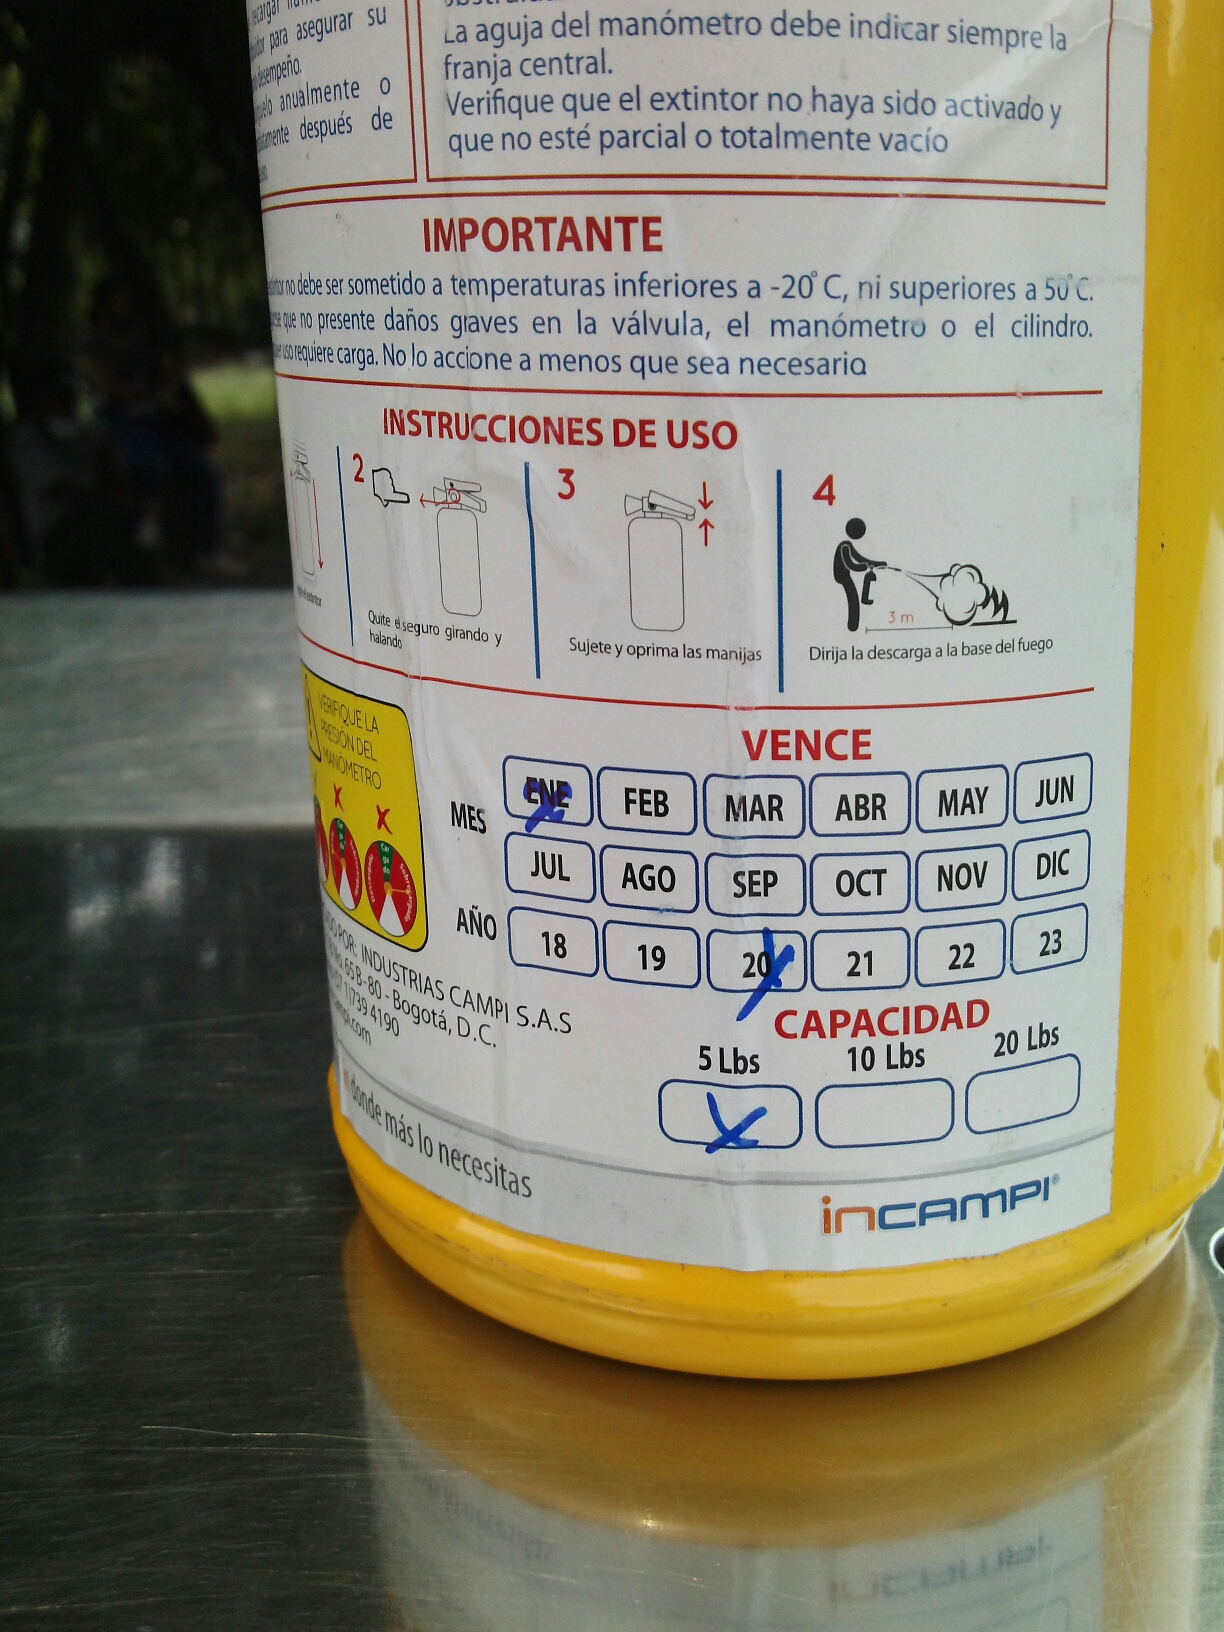 para asegurar su
desempeño.
anualmente o
después de
La aguja del manómetro debe indicar siempre la
franja central.
Verifique que el extintor no haya sido activado y
que no esté parcial o totalmente vacío
IMPORTANTE
no debe ser sometido a temperaturas inferiores a -20°C, ni superiores a 50°C.
que no presente daños graves en la válvula, el manómetro o el cilindro.
uso requiere carga. No lo accione a menos que sea necesario
INSTRUCCIONES DE USO
2
Quite el seguro girando y
halando
3
Sujete y oprima las manijas
4
3 m
Dirija la descarga a la base del fuego
VERIFIQUE LA
PRESIÓN DEL
MANÓMETRO
VENCE
MES
ENE FEB MAR ABR MAY JUN
JUL AGO SEP OCT NOV DIC
AÑO
18 19 20 21 22 23
POR: INDUSTRIAS CAMPI S.A.S
65B-80 - Bogotá, D.C.
739 4190
CAPACIDAD
5 Lbs 10 Lbs 20 Lbs
donde más lo necesitas
incampi®